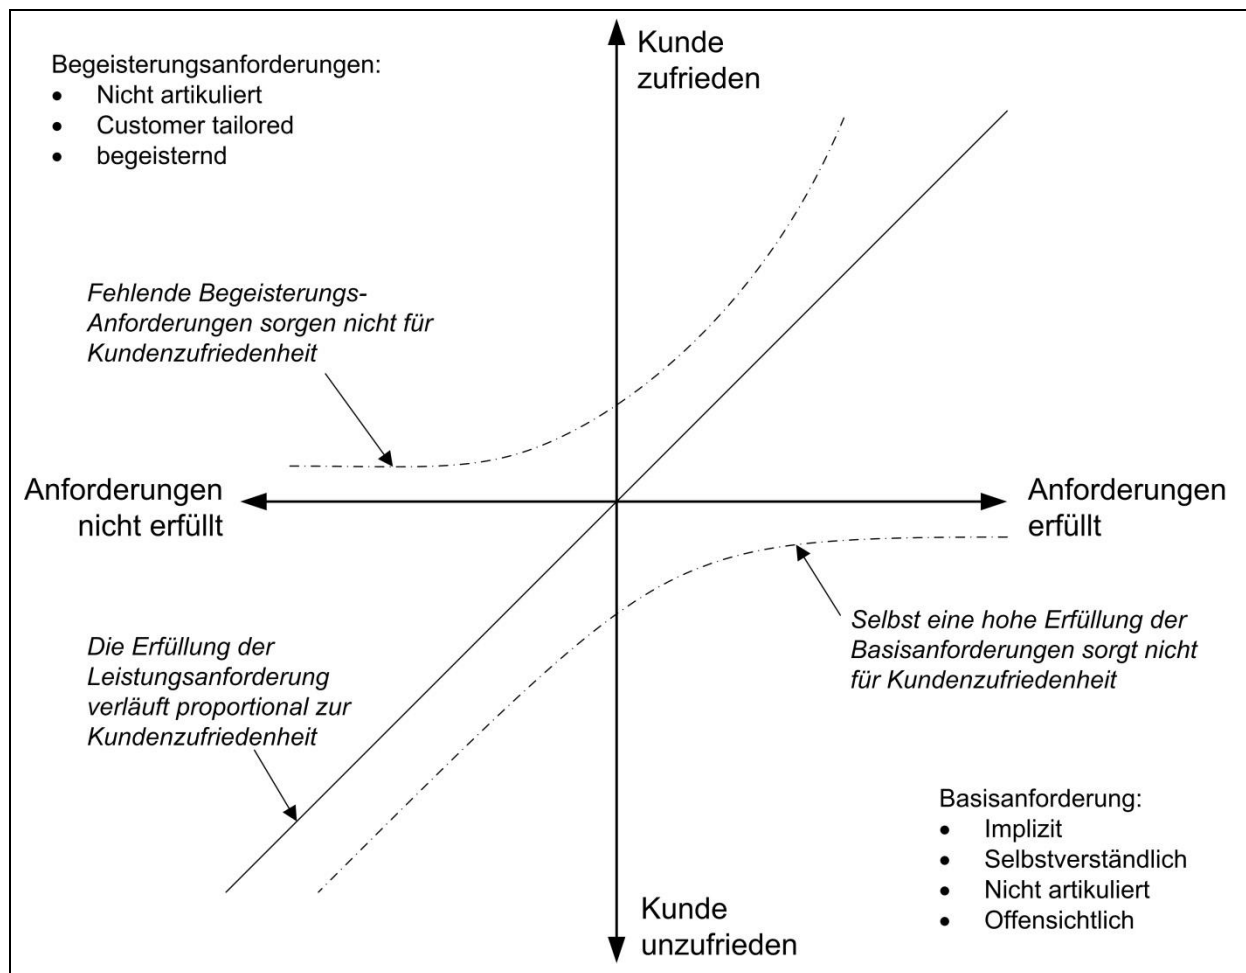 Kunde
zufrieden
Begeisterungsanforderungen:
• Nicht artikuliert
• Customer tailored
• begeisternd
Fehlende Begeisterungs-
Anforderungen sorgen nicht für
Kundenzufriedenheit
Anforderungen
nicht erfüllt
Anforderungen
erfüllt
Die Erfüllung der
Leistungsanforderung
verläuft proportional zur
Kundenzufriedenheit
Selbst eine hohe Erfüllung der
Basisanforderungen sorgt nicht
für Kundenzufriedenheit
Basisanforderung:
• Implizit
• Selbstverständlich
• Nicht artikuliert
• Offensichtlich
Kunde
unzufrieden